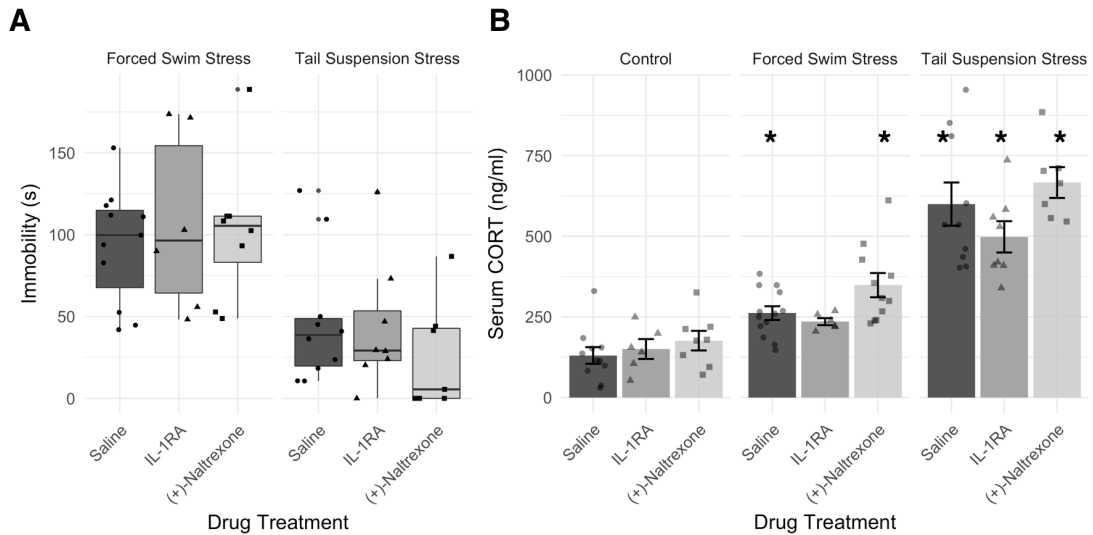 A
B
Forced Swim Stress
Tail Suspension Stress
Control
Forced Swim Stress
Tail Suspension Stress
Immobility (s)
150
100
50
0
Serum CORT (ng/ml)
1000
750
500
250
0
* * * * *
Saline
IL-1RA
(+)-Naltrexone
Saline
IL-1RA
(+)-Naltrexone
Saline
IL-1RA
(+)-Naltrexone
Saline
IL-1RA
(+)-Naltrexone
Saline
IL-1RA
(+)-Naltrexone
Drug Treatment
Drug Treatment